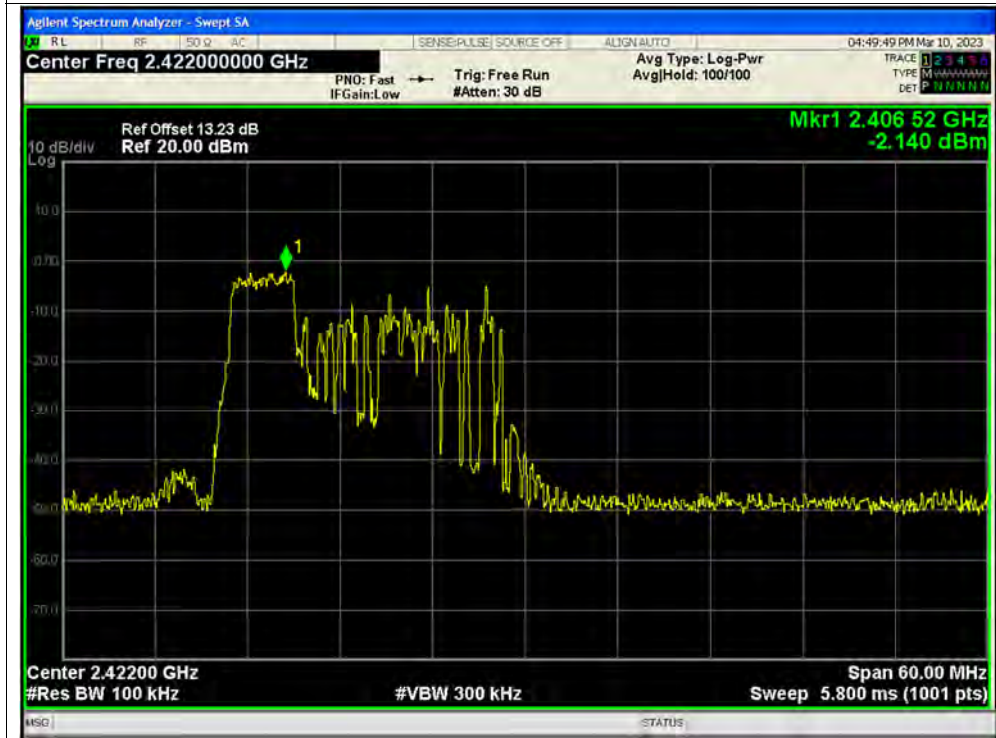 Agilent Spectrum Analyzer - Swept SA
RL RF 50 Ω AC SENSE:PULSE SOURCE OFF ALIGN AUTO 04:49:49 PM Mar 10, 2023
Center Freq 2.422000000 GHz
PNO: Fast
IFGain:Low
Trig: Free Run
#Atten: 30 dB
Avg Type: Log-Pwr
Avg|Hold: 100/100
TRACE 1 2 3 4 5 6
TYPE M
DET P N N N N N
Mkr1 2.406 52 GHz
-2.140 dBm
Ref Offset 13.23 dB
10 dB/div Ref 20.00 dBm
Log
10.0
0.00
-10.0
-20.0
-30.0
-40.0
-50.0
-60.0
-70.0
1
Center 2.42200 GHz Span 60.00 MHz
#Res BW 100 kHz #VBW 300 kHz Sweep 5.800 ms (1001 pts)
MSG STATUS